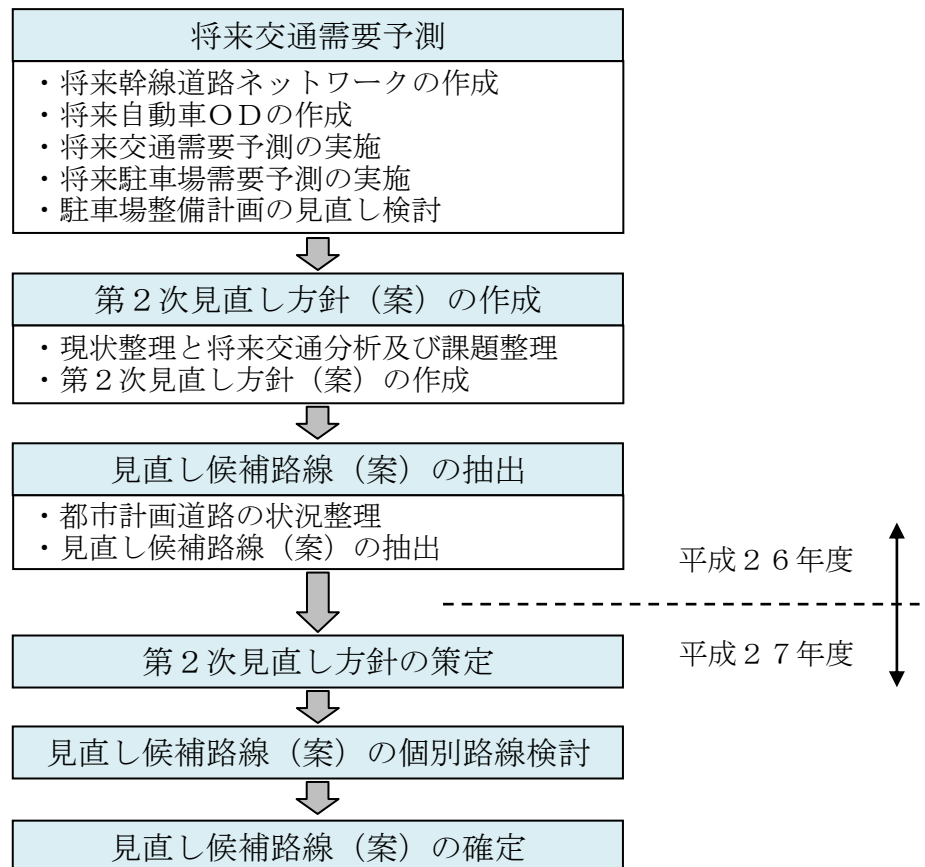 将来交通需要予測
・将来幹線道路ネットワークの作成
・将来自動車ＯＤの作成
・将来交通需要予測の実施
・将来駐車場需要予測の実施
・駐車場整備計画の見直し検討
第２次見直し方針（案）の作成
・現状整理と将来交通分析及び課題整理
・第２次見直し方針（案）の作成
見直し候補路線（案）の抽出
・都市計画道路の状況整理
・見直し候補路線（案）の抽出
平成２６年度
平成２７年度
第２次見直し方針の策定
見直し候補路線（案）の個別路線検討
見直し候補路線（案）の確定